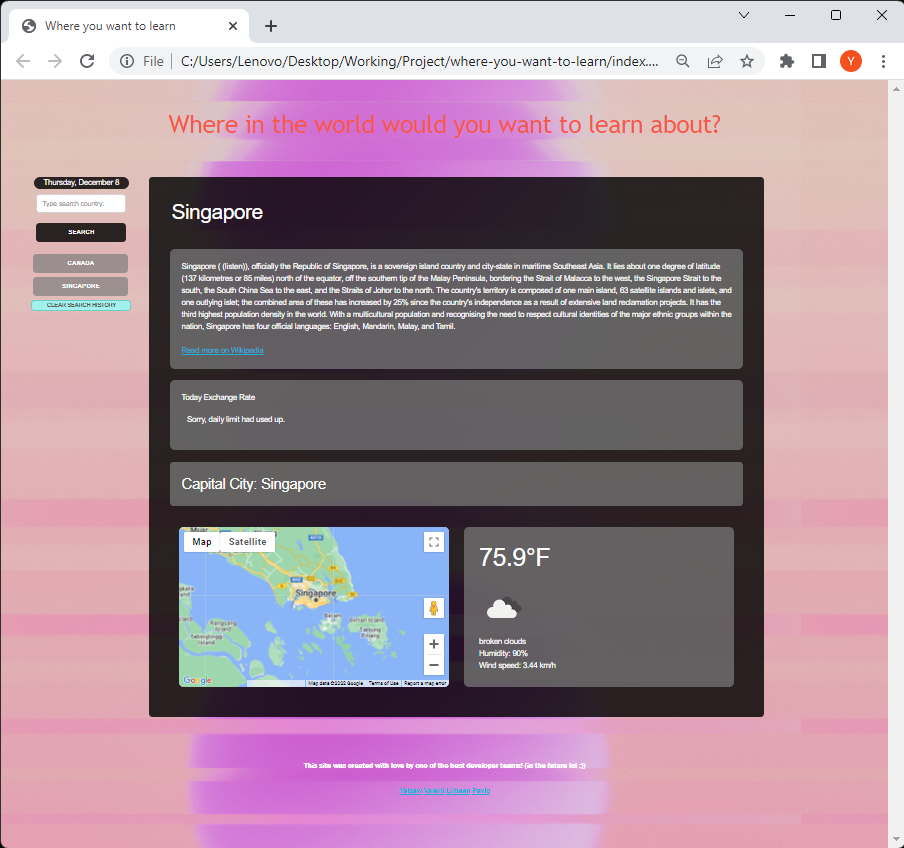 Where you want to learn
File
C:/Users/Lenovo/Desktop/Working/Project/where-you-want-to-learn/index....
Y
Where in the world would you want to learn about?
Thursday, December 8
Type search country:
SEARCH
CANADA
SINGAPORE
CLEAR SEARCH HISTORY
Singapore
Singapore ( (listen)), officially the Republic of Singapore, is a sovereign island country and city-state in maritime Southeast Asia. It lies about one degree of latitude
(137 kilometres or 85 miles) north of the equator, off the southern tip of the Malay Peninsula, bordering the Strait of Malacca to the west, the Singapore Strait to the
south, the South China Sea to the east, and the Straits of Johor to the north. The country's territory is composed of one main island, 63 satellite islands and islets, and
one outlying islet; the combined area of these has increased by 25% since the country's independence as a result of extensive land reclamation projects. It has the
third highest population density in the world. With a multicultural population and recognising the need to respect cultural identities of the major ethnic groups within the
nation, Singapore has four official languages: English, Mandarin, Malay, and Tamil.
Read more on Wikipedia
Today Exchange Rate
Sorry, daily limit had used up.
Capital City: Singapore
Muar
Map
Satellite
Singapore
Batam
Bintan Island
Tanjung
Pinang
Rangsang
Island
Tebingtinggi
Island
Google
Map data ©2022 Google
Terms of Use
Report a map error
75.9°F
broken clouds
Humidity: 90%
Wind speed: 3.44 km/h
This site was created with love by one of the best developer teams! (in the future lol :))